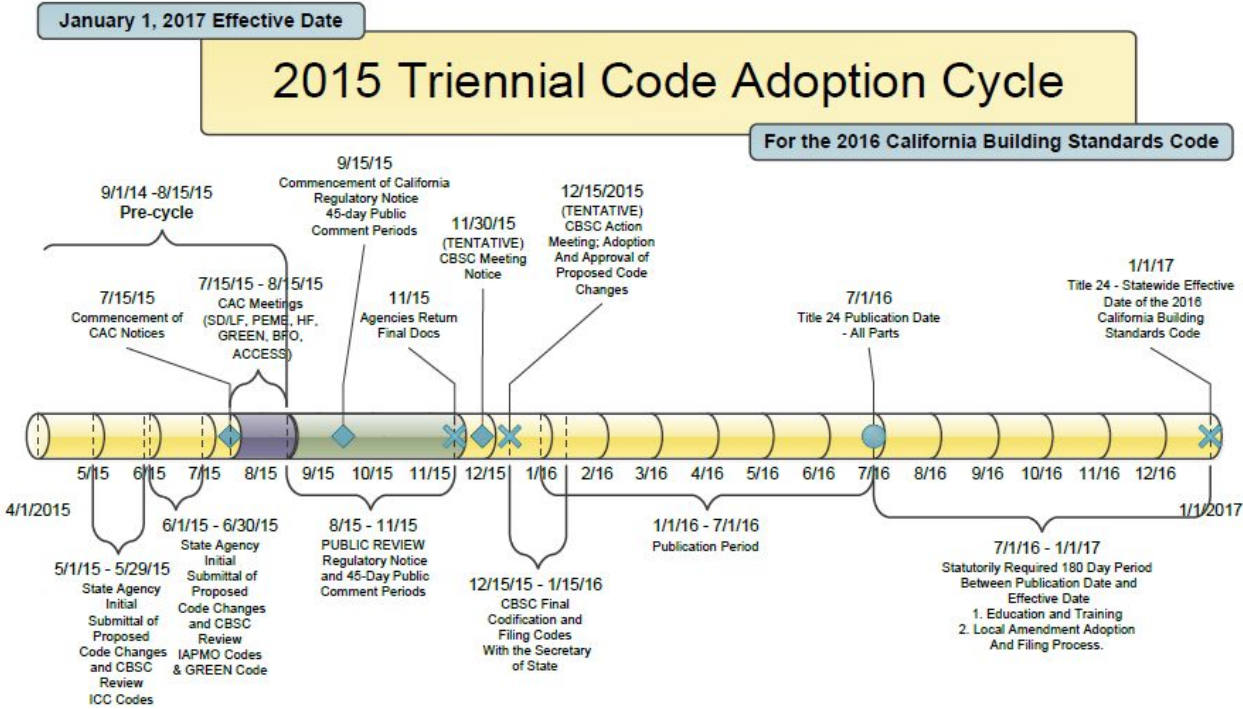 January 1, 2017 Effective Date
2015 Triennial Code Adoption Cycle
For the 2016 California Building Standards Code
9/1/14 -8/15/15
Pre-cycle
7/15/15
Commencement of
CAC Notices
7/15/15 - 8/15/15
CAC Meetings
(SD/LF, PEME, HF,
GREEN, BFO,
ACCESS)
9/15/15
Commencement of California
Regulatory Notice
45-day Public
Comment Periods
11/15
Agencies Return
Final Docs
11/30/15
(TENTATIVE)
CBSC Meeting
Notice
12/15/2015
(TENTATIVE)
CBSC Action
Meeting; Adoption
And Approval of
Proposed Code
Changes
7/1/16
Title 24 Publication Date
- All Parts
1/1/17
Title 24 - Statewide Effective
Date of the 2016
California Building
Standards Code
5/15 6/15 7/15 8/15 9/15 10/15 11/15 12/15 1/16 2/16 3/16 4/16 5/16 6/16 7/16 8/16 9/16 10/16 11/16 12/16
4/1/2015
1/1/2017
5/1/15 - 5/29/15
State Agency
Initial
Submittal of
Proposed
Code Changes
and CBSC
Review
ICC Codes
6/1/15 - 6/30/15
State Agency
Initial
Submittal of
Proposed
Code Changes
and CBSC
Review
IAPMO Codes
& GREEN Code
8/15 - 11/15
PUBLIC REVIEW
Regulatory Notice
and 45-Day Public
Comment Periods
12/15/15 - 1/15/16
CBSC Final
Codification and
Filing Codes
With the Secretary
of State
1/1/16 - 7/1/16
Publication Period
7/1/16 - 1/1/17
Statutorily Required 180 Day Period
Between Publication Date and
Effective Date
1. Education and Training
2. Local Amendment Adoption
And Filing Process.